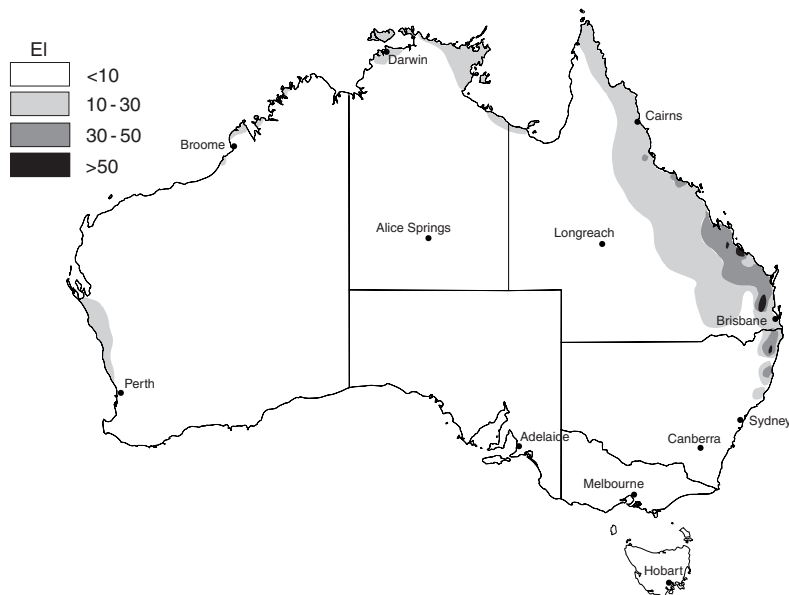 EI
<10
10-30
30-50
>50
Darwin
Cairns
Broome
Alice Springs
Longreach
Brisbane
Perth
Sydney
Adelaide
Canberra
Melbourne
Hobart